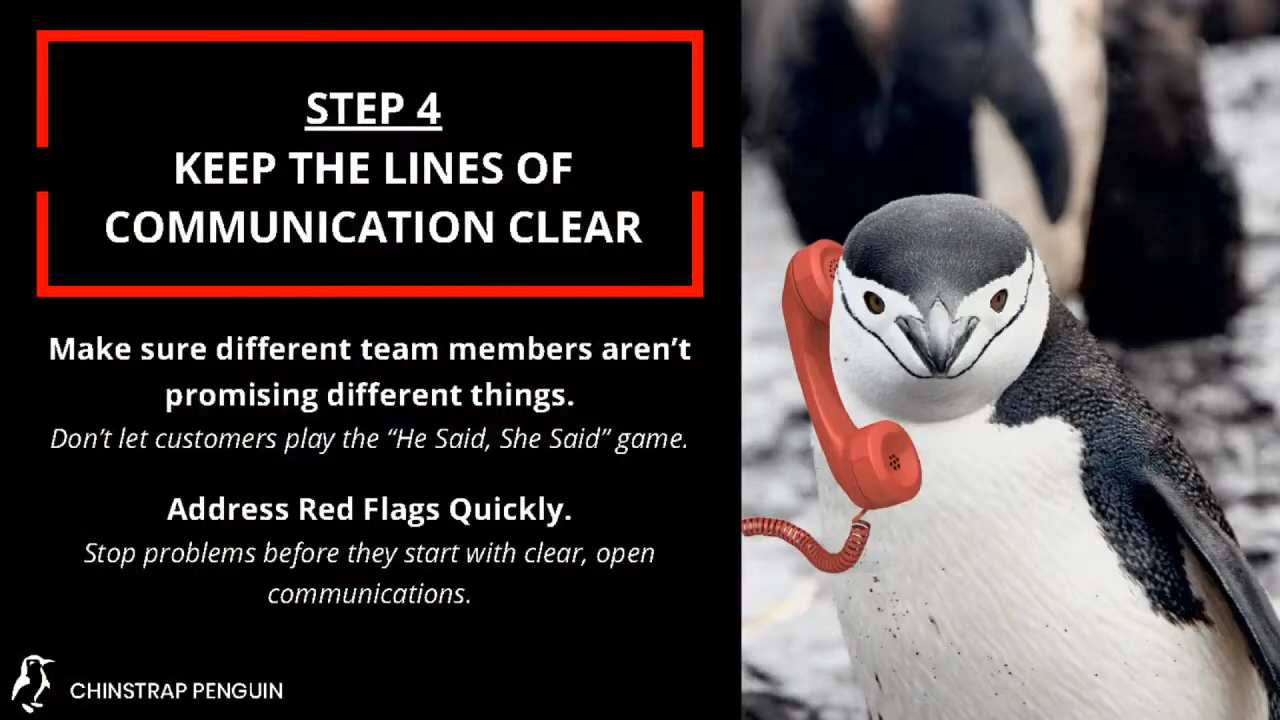 STEP 4
KEEP THE LINES OF
COMMUNICATION CLEAR
Make sure different team members aren’t
promising different things.
Don’t let customers play the “He Said, She Said” game.
Address Red Flags Quickly.
Stop problems before they start with clear, open
communications.
CHINSTRAP PENGUIN